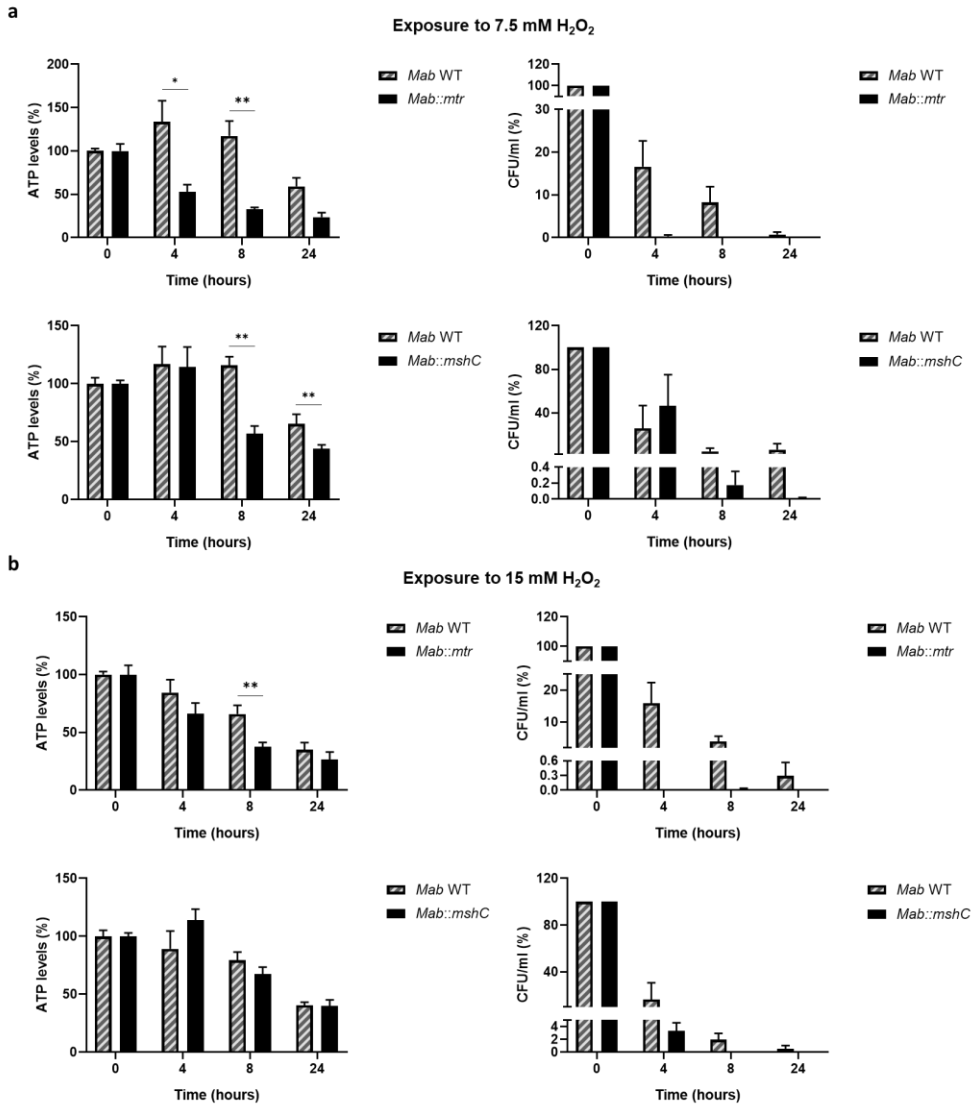 a
Exposure to 7.5 mM H₂O₂
ATP levels (%)
200
150
100
50
0
*
**
0 4 8 24
Time (hours)
Mab WT
Mab::mtr
CFU/ml (%)
120
100
30
20
10
0
0 4 8 24
Time (hours)
Mab WT
Mab::mtr
ATP levels (%)
150
100
50
0
**
**
0 4 8 24
Time (hours)
Mab WT
Mab::mshC
CFU/ml (%)
120
80
40
0.4
0.2
0.0
0 4 8 24
Time (hours)
Mab WT
Mab::mshC
b
Exposure to 15 mM H₂O₂
ATP levels (%)
150
100
50
0
**
0 4 8 24
Time (hours)
Mab WT
Mab::mtr
CFU/ml (%)
120
100
20
10
0.6
0.3
0.0
0 4 8 24
Time (hours)
Mab WT
Mab::mtr
ATP levels (%)
150
100
50
0
0 4 8 24
Time (hours)
Mab WT
Mab::mshC
CFU/ml (%)
120
80
40
4
2
0
0 4 8 24
Time (hours)
Mab WT
Mab::mshC